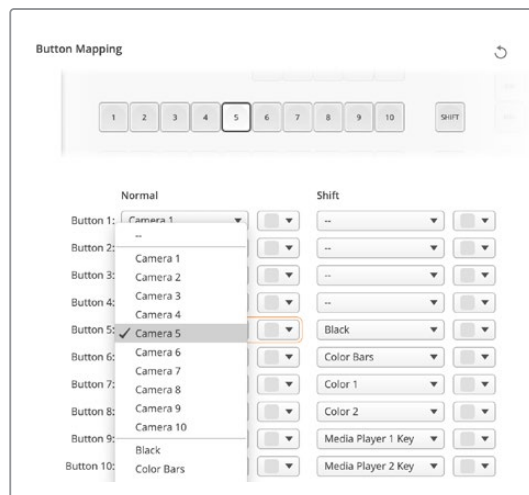 Button Mapping
1 2 3 4 5 6 7 8 9 10 SHIFT
Normal Shift
Button 1: Camera 1 --
Button 2: --
Button 3: --
Button 4: --
Button 5: Black
Button 6: Color Bars
Button 7: Color 1
Button 8: Color 2
Button 9: Media Player 1 Key
Button 10: Media Player 2 Key
--
Camera 1
Camera 2
Camera 3
Camera 4
Camera 5
Camera 6
Camera 7
Camera 8
Camera 9
Camera 10
Black
Color Bars